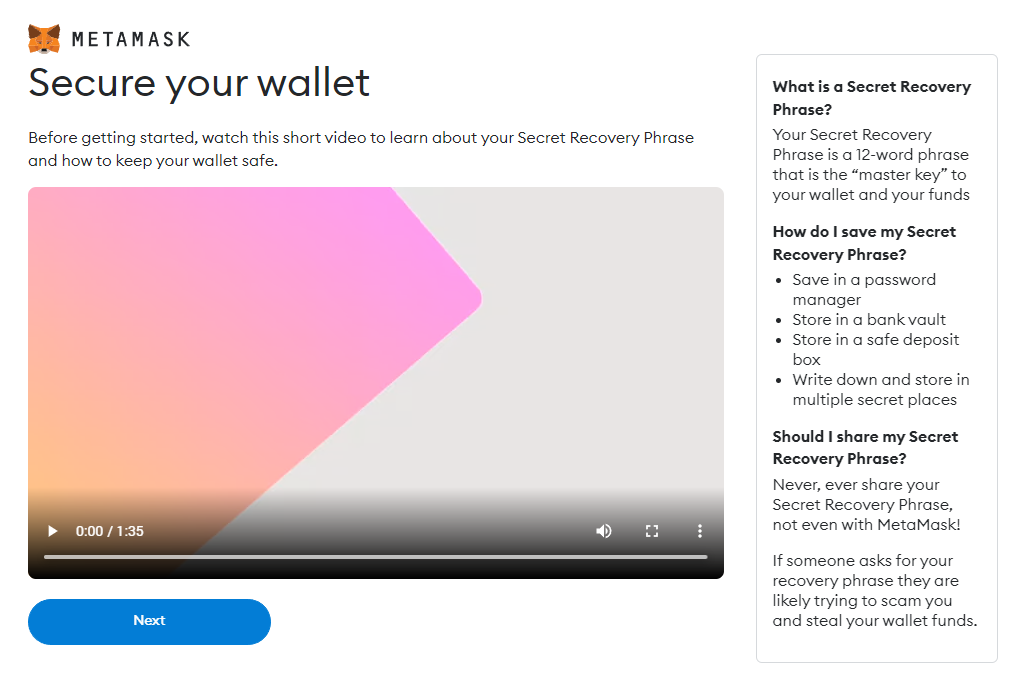 METAMASK
Secure your wallet
Before getting started, watch this short video to learn about your Secret Recovery Phrase
and how to keep your wallet safe.
0:00 / 1:35
Next
What is a Secret Recovery
Phrase?
Your Secret Recovery
Phrase is a 12-word phrase
that is the “master key” to
your wallet and your funds
How do I save my Secret
Recovery Phrase?
• Save in a password
manager
• Store in a bank vault
• Store in a safe deposit
box
• Write down and store in
multiple secret places
Should I share my Secret
Recovery Phrase?
Never, ever share your
Secret Recovery Phrase,
not even with MetaMask!
If someone asks for your
recovery phrase they are
likely trying to scam you
and steal your wallet funds.